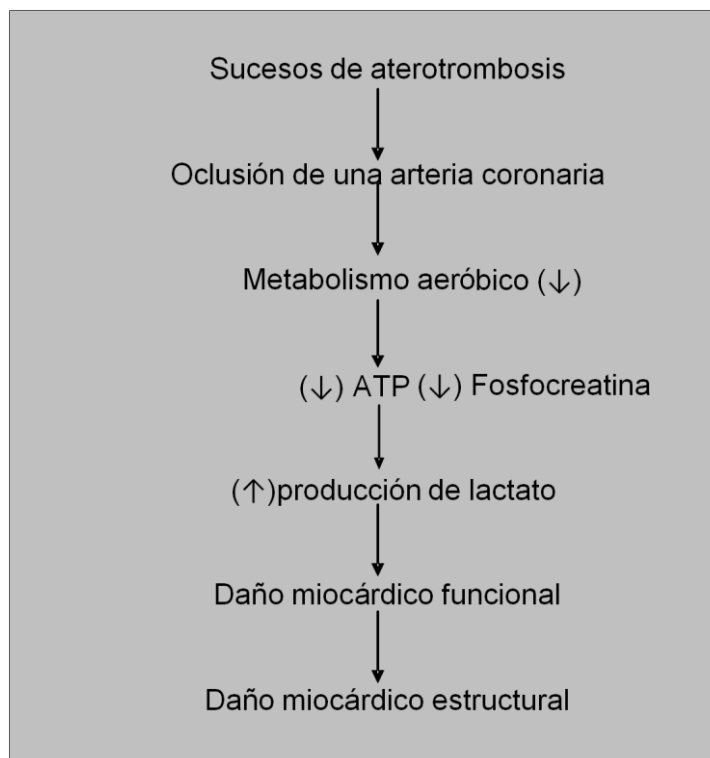 Sucesos de aterotrombosis
Oclusión de una arteria coronaria
Metabolismo aeróbico (↓)
(↓) ATP (↓) Fosfocreatina
(↑)producción de lactato
Daño miocárdico funcional
Daño miocárdico estructural